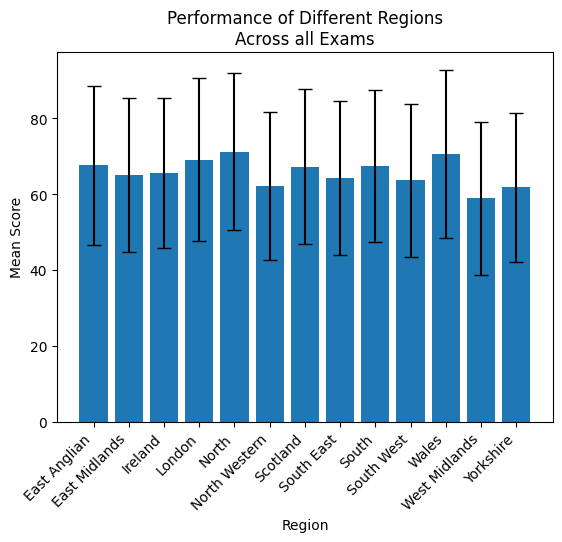 Performance of Different Regions
Across all Exams
Mean Score
80
60
40
20
0
East Anglian
East Midlands
Ireland
London
North
North Western
Scotland
South East
South
South West
Wales
West Midlands
Yorkshire
Region